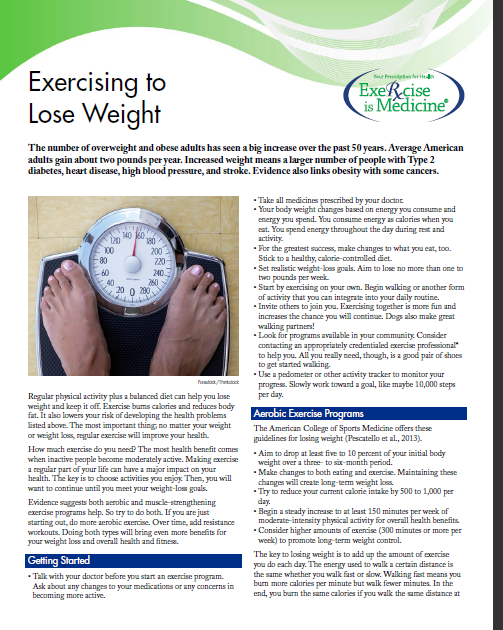 Exercising to
Lose Weight
Your Prescription for Health
ExeRxcise
is Medicine®
The number of overweight and obese adults has seen a big increase over the past 50 years. Average American
adults gain about two pounds per year. Increased weight means a larger number of people with Type 2
diabetes, heart disease, high blood pressure, and stroke. Evidence also links obesity with some cancers.
140 160
120 180
100 200
80 220
60 240
40 260
20 0
Purestock/Thinkstock
Regular physical activity plus a balanced diet can help you lose
weight and keep it off. Exercise burns calories and reduces body
fat. It also lowers your risk of developing the health problems
listed above. The most important thing; no matter your weight
or weight loss, regular exercise will improve your health.
How much exercise do you need? The most health benefit comes
when inactive people become moderately active. Making exercise
a regular part of your life can have a major impact on your
health. The key is to choose activities you enjoy. Then, you will
want to continue until you meet your weight-loss goals.
Evidence suggests both aerobic and muscle-strengthening
exercise programs help. So try to do both. If you are just
starting out, do more aerobic exercise. Over time, add resistance
workouts. Doing both types will bring even more benefits for
your weight loss and overall health and fitness.
Getting Started
• Talk with your doctor before you start an exercise program.
Ask about any changes to your medications or any concerns in
becoming more active.
• Take all medicines prescribed by your doctor.
• Your body weight changes based on energy you consume and
energy you spend. You consume energy as calories when you
eat. You spend energy throughout the day during rest and
activity.
• For the greatest success, make changes to what you eat, too.
Stick to a healthy, calorie-controlled diet.
• Set realistic weight-loss goals. Aim to lose no more than one to
two pounds per week.
• Start by exercising on your own. Begin walking or another form
of activity that you can integrate into your daily routine.
• Invite others to join you. Exercising together is more fun and
increases the chance you will continue. Dogs also make great
walking partners!
• Look for programs available in your community. Consider
contacting an appropriately credentialed exercise professional*
to help you. All you really need, though, is a good pair of shoes
to get started walking.
• Use a pedometer or other activity tracker to monitor your
progress. Slowly work toward a goal, like maybe 10,000 steps
per day.
Aerobic Exercise Programs
The American College of Sports Medicine offers these
guidelines for losing weight (Pescatello et al., 2013).
• Aim to drop at least five to 10 percent of your initial body
weight over a three- to six-month period.
• Make changes to both eating and exercise. Maintaining these
changes will create long-term weight loss.
• Try to reduce your current calorie intake by 500 to 1,000 per
day.
• Begin a steady increase to at least 150 minutes per week of
moderate-intensity physical activity for overall health benefits.
• Consider higher amounts of exercise (300 minutes or more per
week) to promote long-term weight control.
The key to losing weight is to add up the amount of exercise
you do each day. The energy used to walk a certain distance is
the same whether you walk fast or slow. Walking fast means you
burn more calories per minute but walk fewer minutes. In the
end, you burn the same calories if you walk the same distance at